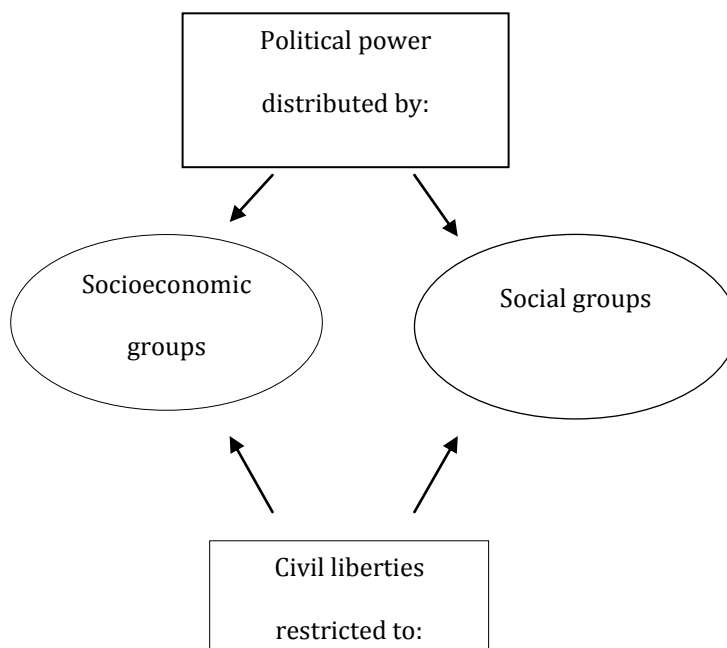 Political power
distributed by:
Socioeconomic
groups
Social groups
Civil liberties
restricted to: